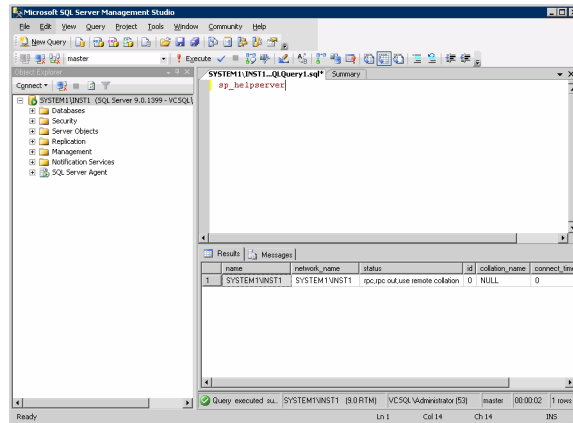 Microsoft SQL Server Management Studio
File Edit View Query Project Tools Window Community Help
New Query
master Execute
Object Explorer
Connect
SYSTEM1\INST1 (SQL Server 9.0.1399 - VCSQL\
Databases
Security
Server Objects
Replication
Management
Notification Services
SQL Server Agent
SYSTEM1\INST1...QLQuery1.sql* Summary
sp_helpserver
Results Messages
name network_name status id collation_name connect_time
1 SYSTEM1\INST1 SYSTEM1\INST1 rpc,rpc out,use remote collation 0 NULL 0
Query executed su... SYSTEM1\INST1 (9.0 RTM) VCSQL\Administrator (53) master 00:00:02 1 rows
Ready Ln 1 Col 14 Ch 14 INS